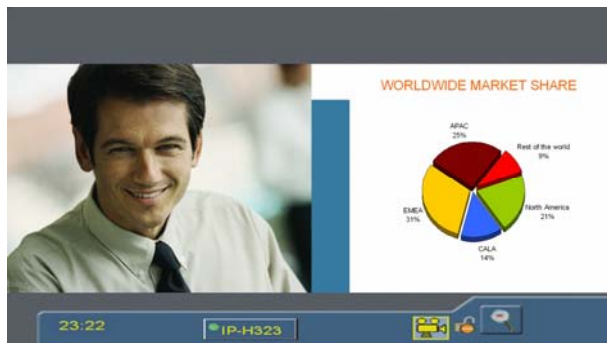 WORLDWIDE MARKET SHARE
APAC
25%
Rest of the world
9%
EMEA
31%
North America
21%
CALA
14%
23:22
IP-H323